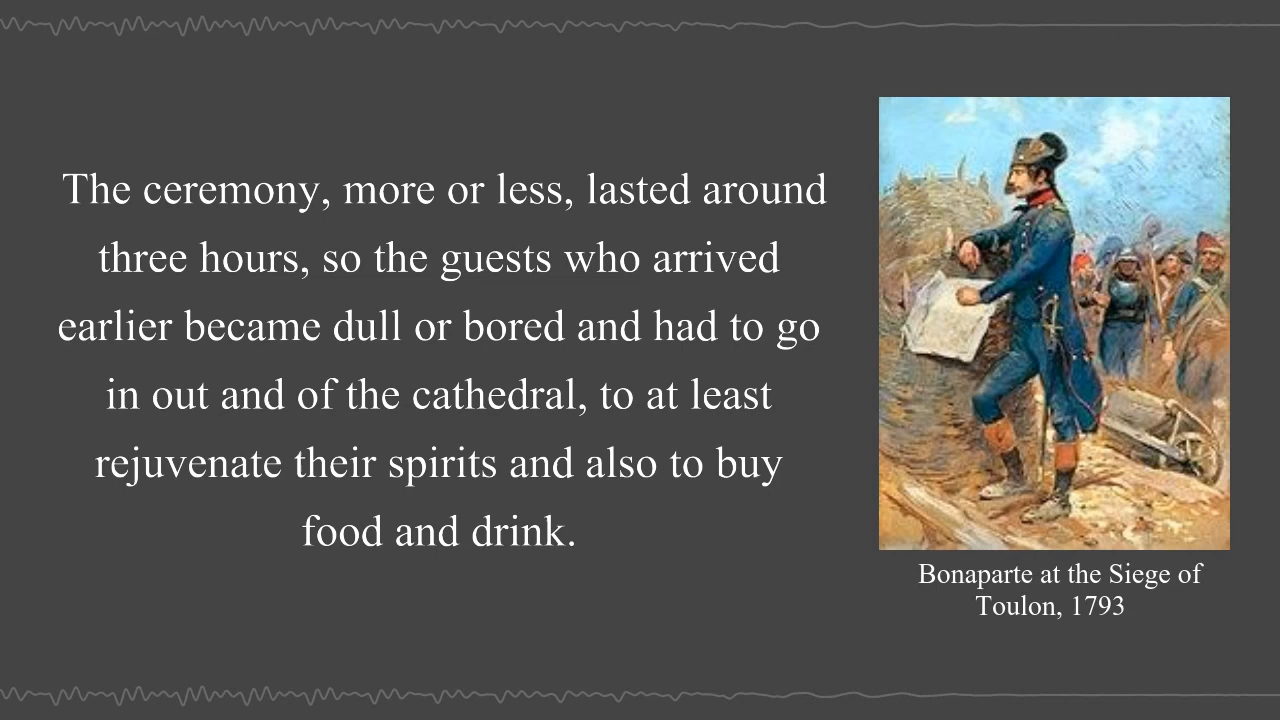 The ceremony, more or less, lasted around
three hours, so the guests who arrived
earlier became dull or bored and had to go
in out and of the cathedral, to at least
rejuvenate their spirits and also to buy
food and drink.
Bonaparte at the Siege of
Toulon, 1793